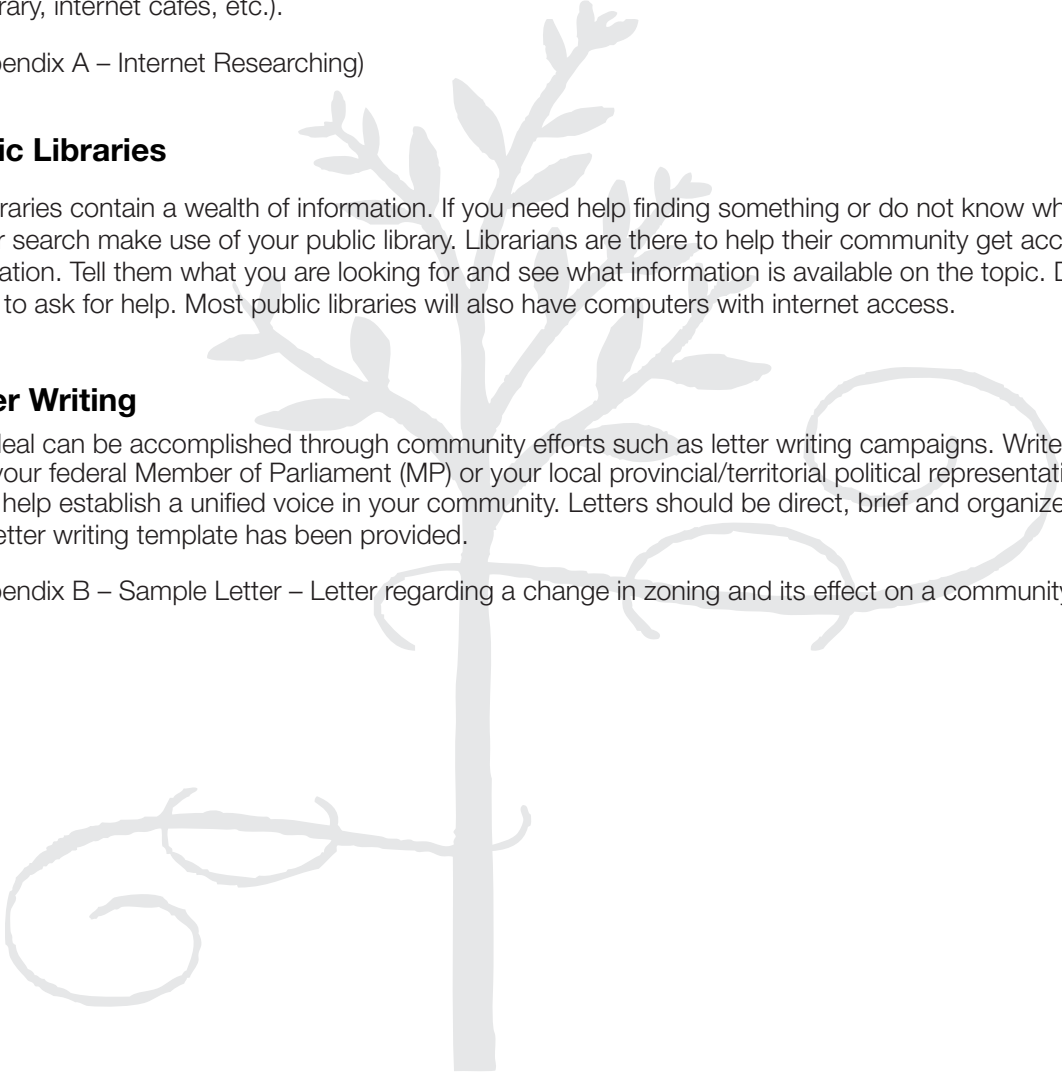 rary, internet cafes, etc.).
endix A – Internet Researching)
ic Libraries
raries contain a wealth of information. If you need help finding something or do not know wh
r search make use of your public library. Librarians are there to help their community get acc
ation. Tell them what you are looking for and see what information is available on the topic. D
to ask for help. Most public libraries will also have computers with internet access.
er Writing
eal can be accomplished through community efforts such as letter writing campaigns. Write
your federal Member of Parliament (MP) or your local provincial/territorial political representati
help establish a unified voice in your community. Letters should be direct, brief and organize
etter writing template has been provided.
endix B – Sample Letter – Letter regarding a change in zoning and its effect on a community